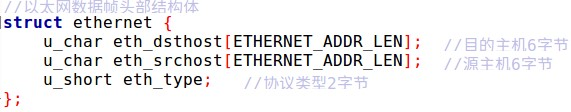 //以太网数据帧头部结构体
struct ethernet {
    u_char eth_dsthost[ETHERNET_ADDR_LEN];  //目的主机6字节
    u_char eth_srchost[ETHERNET_ADDR_LEN];  //源主机6字节
    u_short eth_type;   //协议类型2字节
};